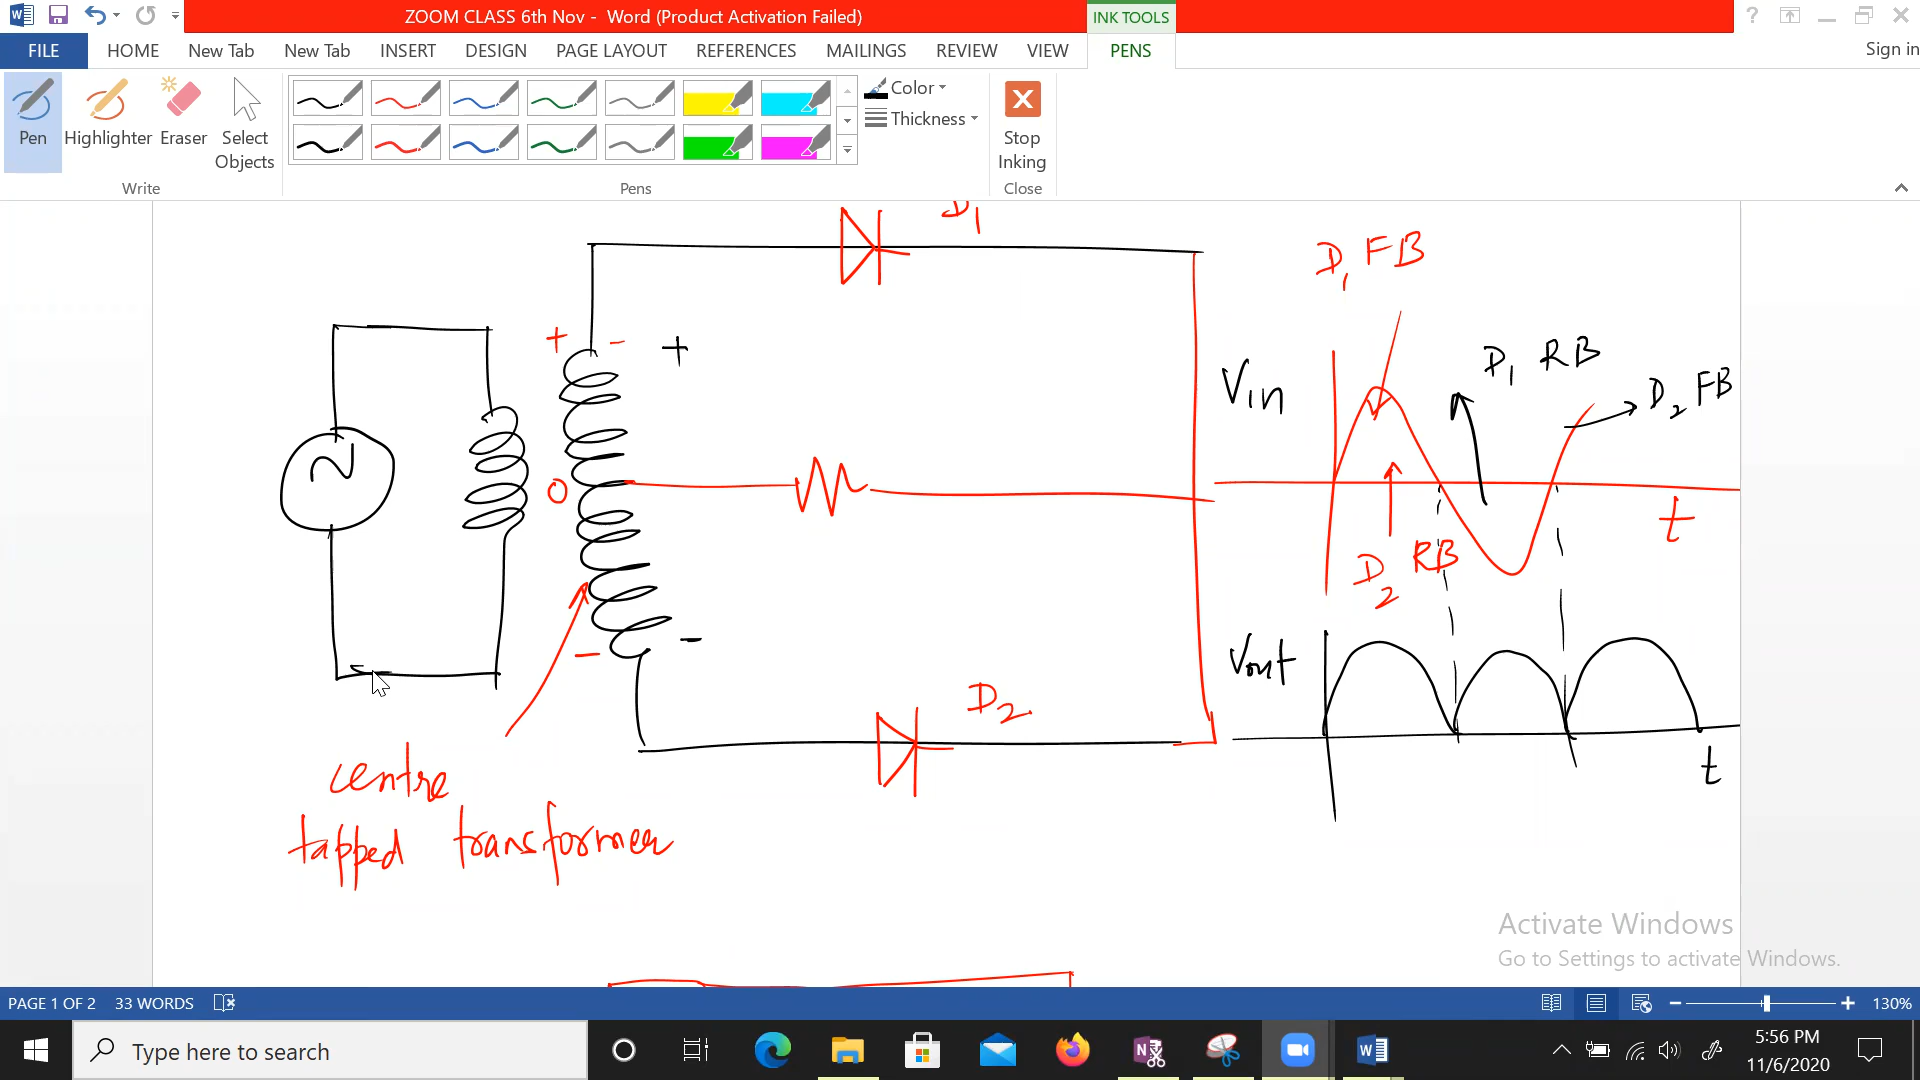 ZOOM CLASS 6th Nov - Word (Product Activation Failed)
INK TOOLS
?
FILE
HOME
New Tab
New Tab
INSERT
DESIGN
PAGE LAYOUT
REFERENCES
MAILINGS
REVIEW
VIEW
PENS
Sign in
Pen
Highlighter
Eraser
Select
Objects
Color
Thickness
Stop
Inking
Write
Pens
Close
D1
D1 FB
+ -
+
Vin
D1 RB
D2 FB
0
t
D2 RB
- -
Vout
D2
t
centre
tapped transformer
Activate Windows
Go to Settings to activate Windows.
PAGE 1 OF 2
33 WORDS
130%
Type here to search
5:56 PM
11/6/2020